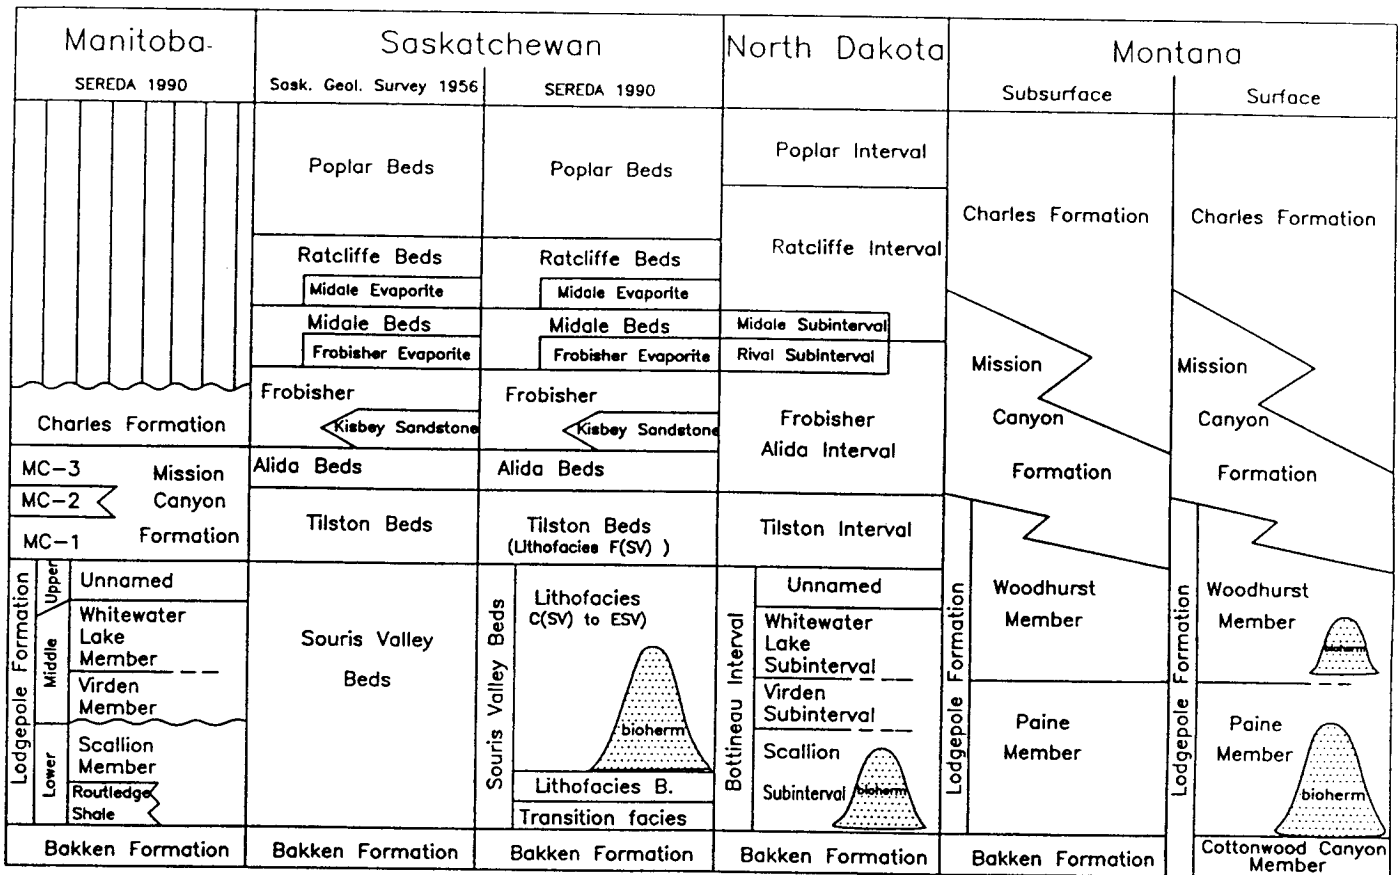 Manitoba
Saskatchewan
North Dakota
Montana
SEREDA 1990
Sask. Geol. Survey 1956
SEREDA 1990
Subsurface
Surface
Charles Formation
MC-3
MC-2
MC-1
Mission
Canyon
Formation
Lodgepole Formation
Upper
Middle
Lower
Unnamed
Whitewater
Lake
Member
Virden
Member
Scallion
Member
Routledge
Shale
Bakken Formation
Poplar Beds
Ratcliffe Beds
Midale Evaporite
Midale Beds
Frobisher Evaporite
Frobisher
Kisbey Sandstone
Alida Beds
Tilston Beds
Souris Valley
Beds
Bakken Formation
Poplar Beds
Ratcliffe Beds
Midale Evaporite
Midale Beds
Frobisher Evaporite
Frobisher
Kisbey Sandstone
Alida Beds
Tilston Beds
(Lithofacies F(SV) )
Souris Valley Beds
Lithofacies
C(SV) to ESV)
bioherm
Lithofacies B.
Transition facies
Bakken Formation
Poplar Interval
Ratcliffe Interval
Midale Subinterval
Rival Subinterval
Frobisher
Alida Interval
Tilston Interval
Bottineau Interval
Unnamed
Whitewater
Lake
Subinterval
Virden
Subinterval
Scallion
Subinterval
bioherm
Bakken Formation
Charles Formation
Mission
Canyon
Formation
Lodgepole Formation
Woodhurst
Member
Paine
Member
Bakken Formation
Charles Formation
Mission
Canyon
Formation
Lodgepole Formation
Woodhurst
Member
bioherm
Paine
Member
bioherm
Cottonwood Canyon
Member